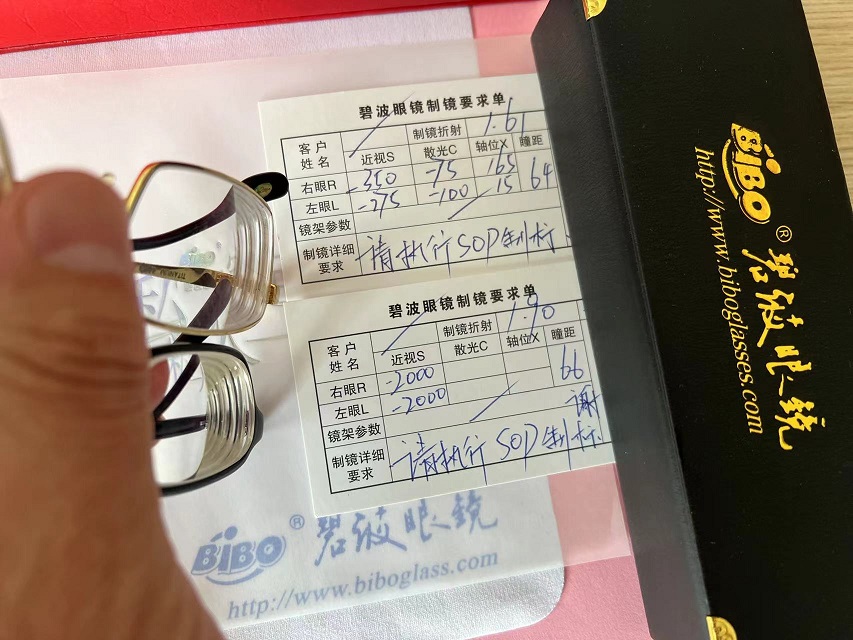 碧波眼镜制镜要求单
客户姓名 制镜折射 1.61
近视S 散光C 轴位X 瞳距
右眼R -350 -75 165 64
左眼L -275 -100 15
镜架参数
制镜详细要求 请执行SOP制标
碧波眼镜制镜要求单
客户姓名 制镜折射 1.90
近视S 散光C 轴位X 瞳距
右眼R -2000 66
左眼L -2000
镜架参数 谢
制镜详细要求 请执行SOP制标
BiBO® 碧波眼鏡
http://www.biboglass.com
BiBO® 碧波眼鏡
http://www.biboglasses.com